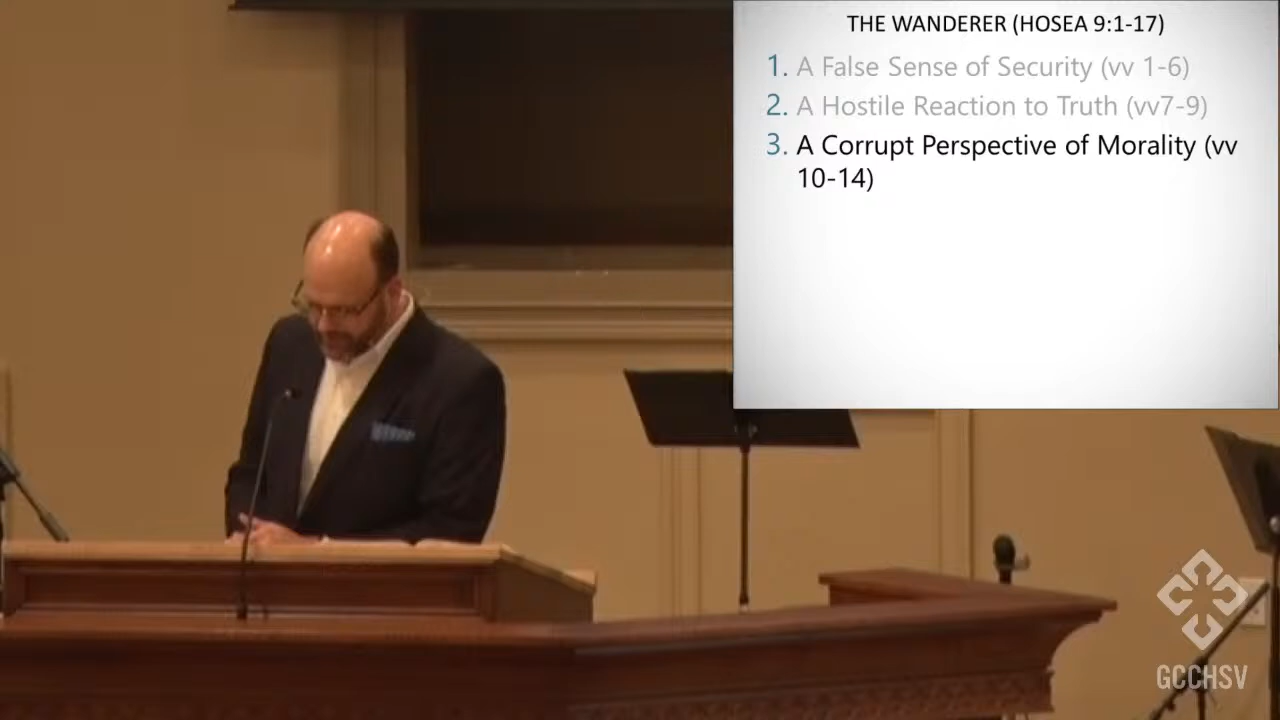 THE WANDERER (HOSEA 9:1-17)
1. A False Sense of Security (vv 1-6)
2. A Hostile Reaction to Truth (vv7-9)
3. A Corrupt Perspective of Morality (vv
10-14)
GCCHSV